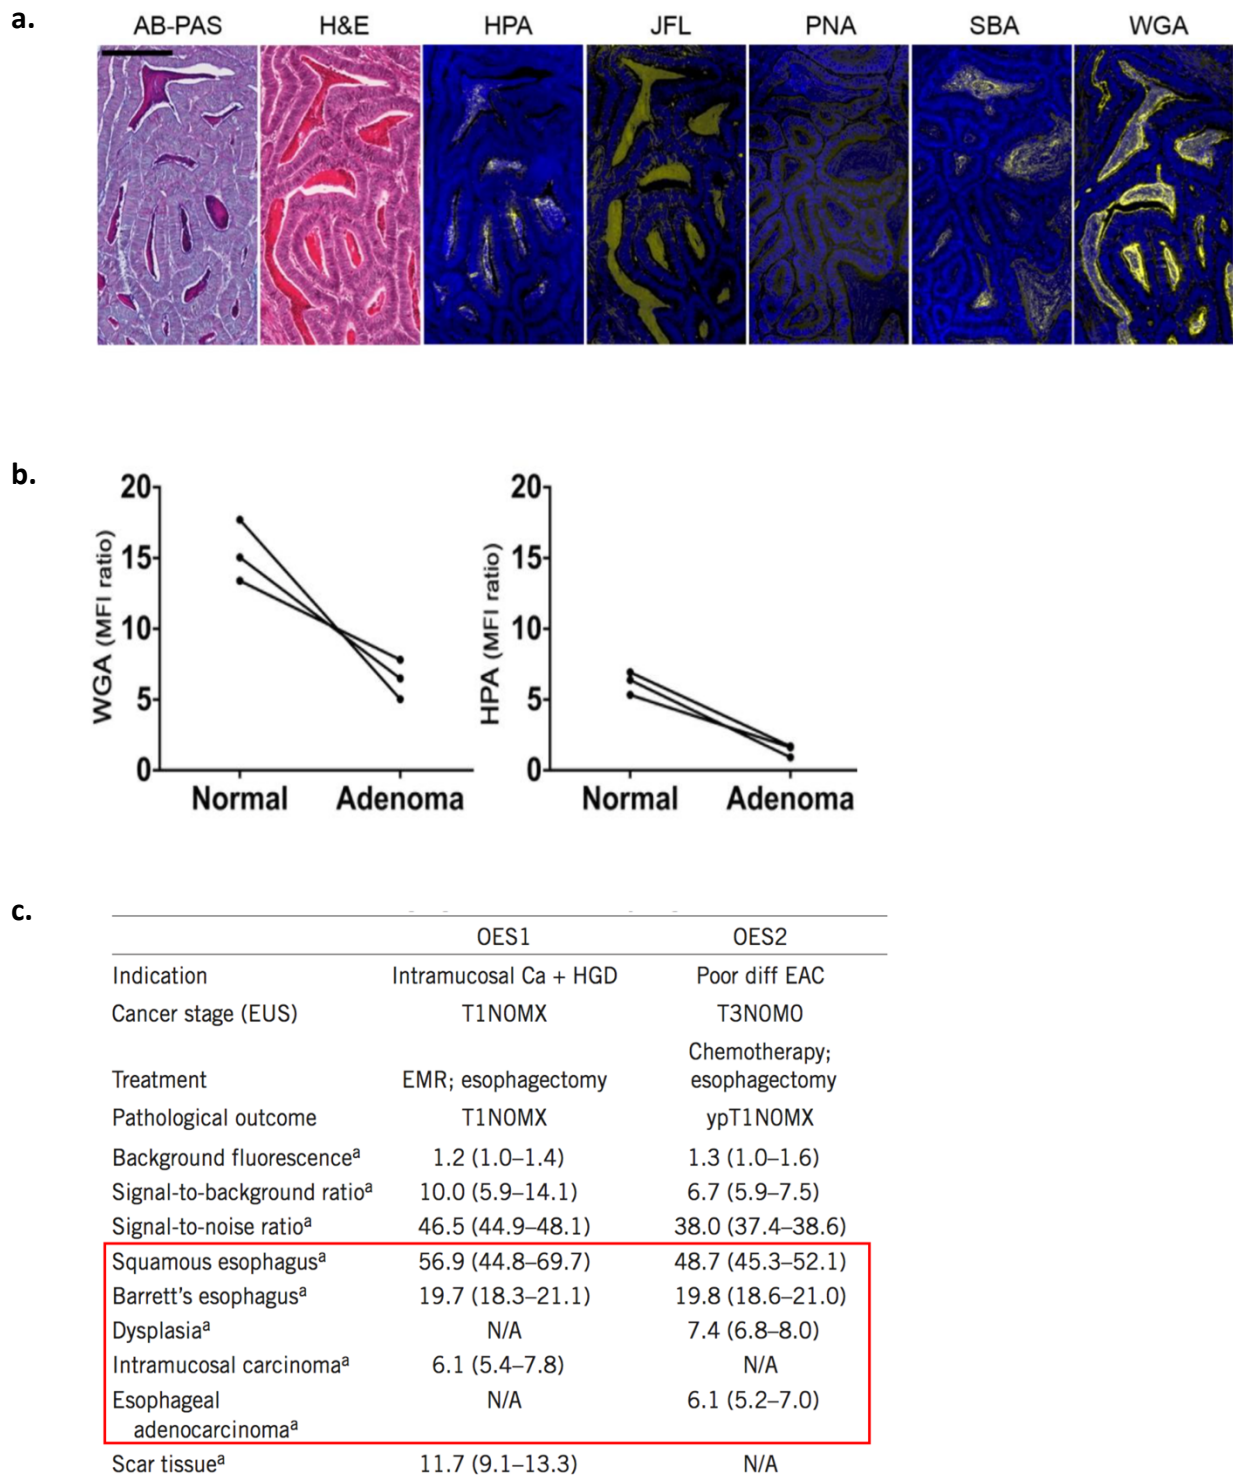 a.
AB-PAS H&E HPA JFL PNA SBA WGA
b.
20
15
10
5
0
WGA (MFI ratio)
Normal Adenoma
20
15
10
5
0
HPA (MFI ratio)
Normal Adenoma
c.
OES1 OES2
Indication Intramucosal Ca + HGD Poor diff EAC
Cancer stage (EUS) T1N0MX T3N0M0
Chemotherapy;
Treatment EMR; esophagectomy esophagectomy
Pathological outcome T1N0MX ypT1N0MX
Background fluorescenceᵃ 1.2 (1.0–1.4) 1.3 (1.0–1.6)
Signal-to-background ratioᵃ 10.0 (5.9–14.1) 6.7 (5.9–7.5)
Signal-to-noise ratioᵃ 46.5 (44.9–48.1) 38.0 (37.4–38.6)
Squamous esophagusᵃ 56.9 (44.8–69.7) 48.7 (45.3–52.1)
Barrett's esophagusᵃ 19.7 (18.3–21.1) 19.8 (18.6–21.0)
Dysplasiaᵃ N/A 7.4 (6.8–8.0)
Intramucosal carcinomaᵃ 6.1 (5.4–7.8) N/A
Esophageal N/A 6.1 (5.2–7.0)
adenocarcinomaᵃ
Scar tissueᵃ 11.7 (9.1–13.3) N/A